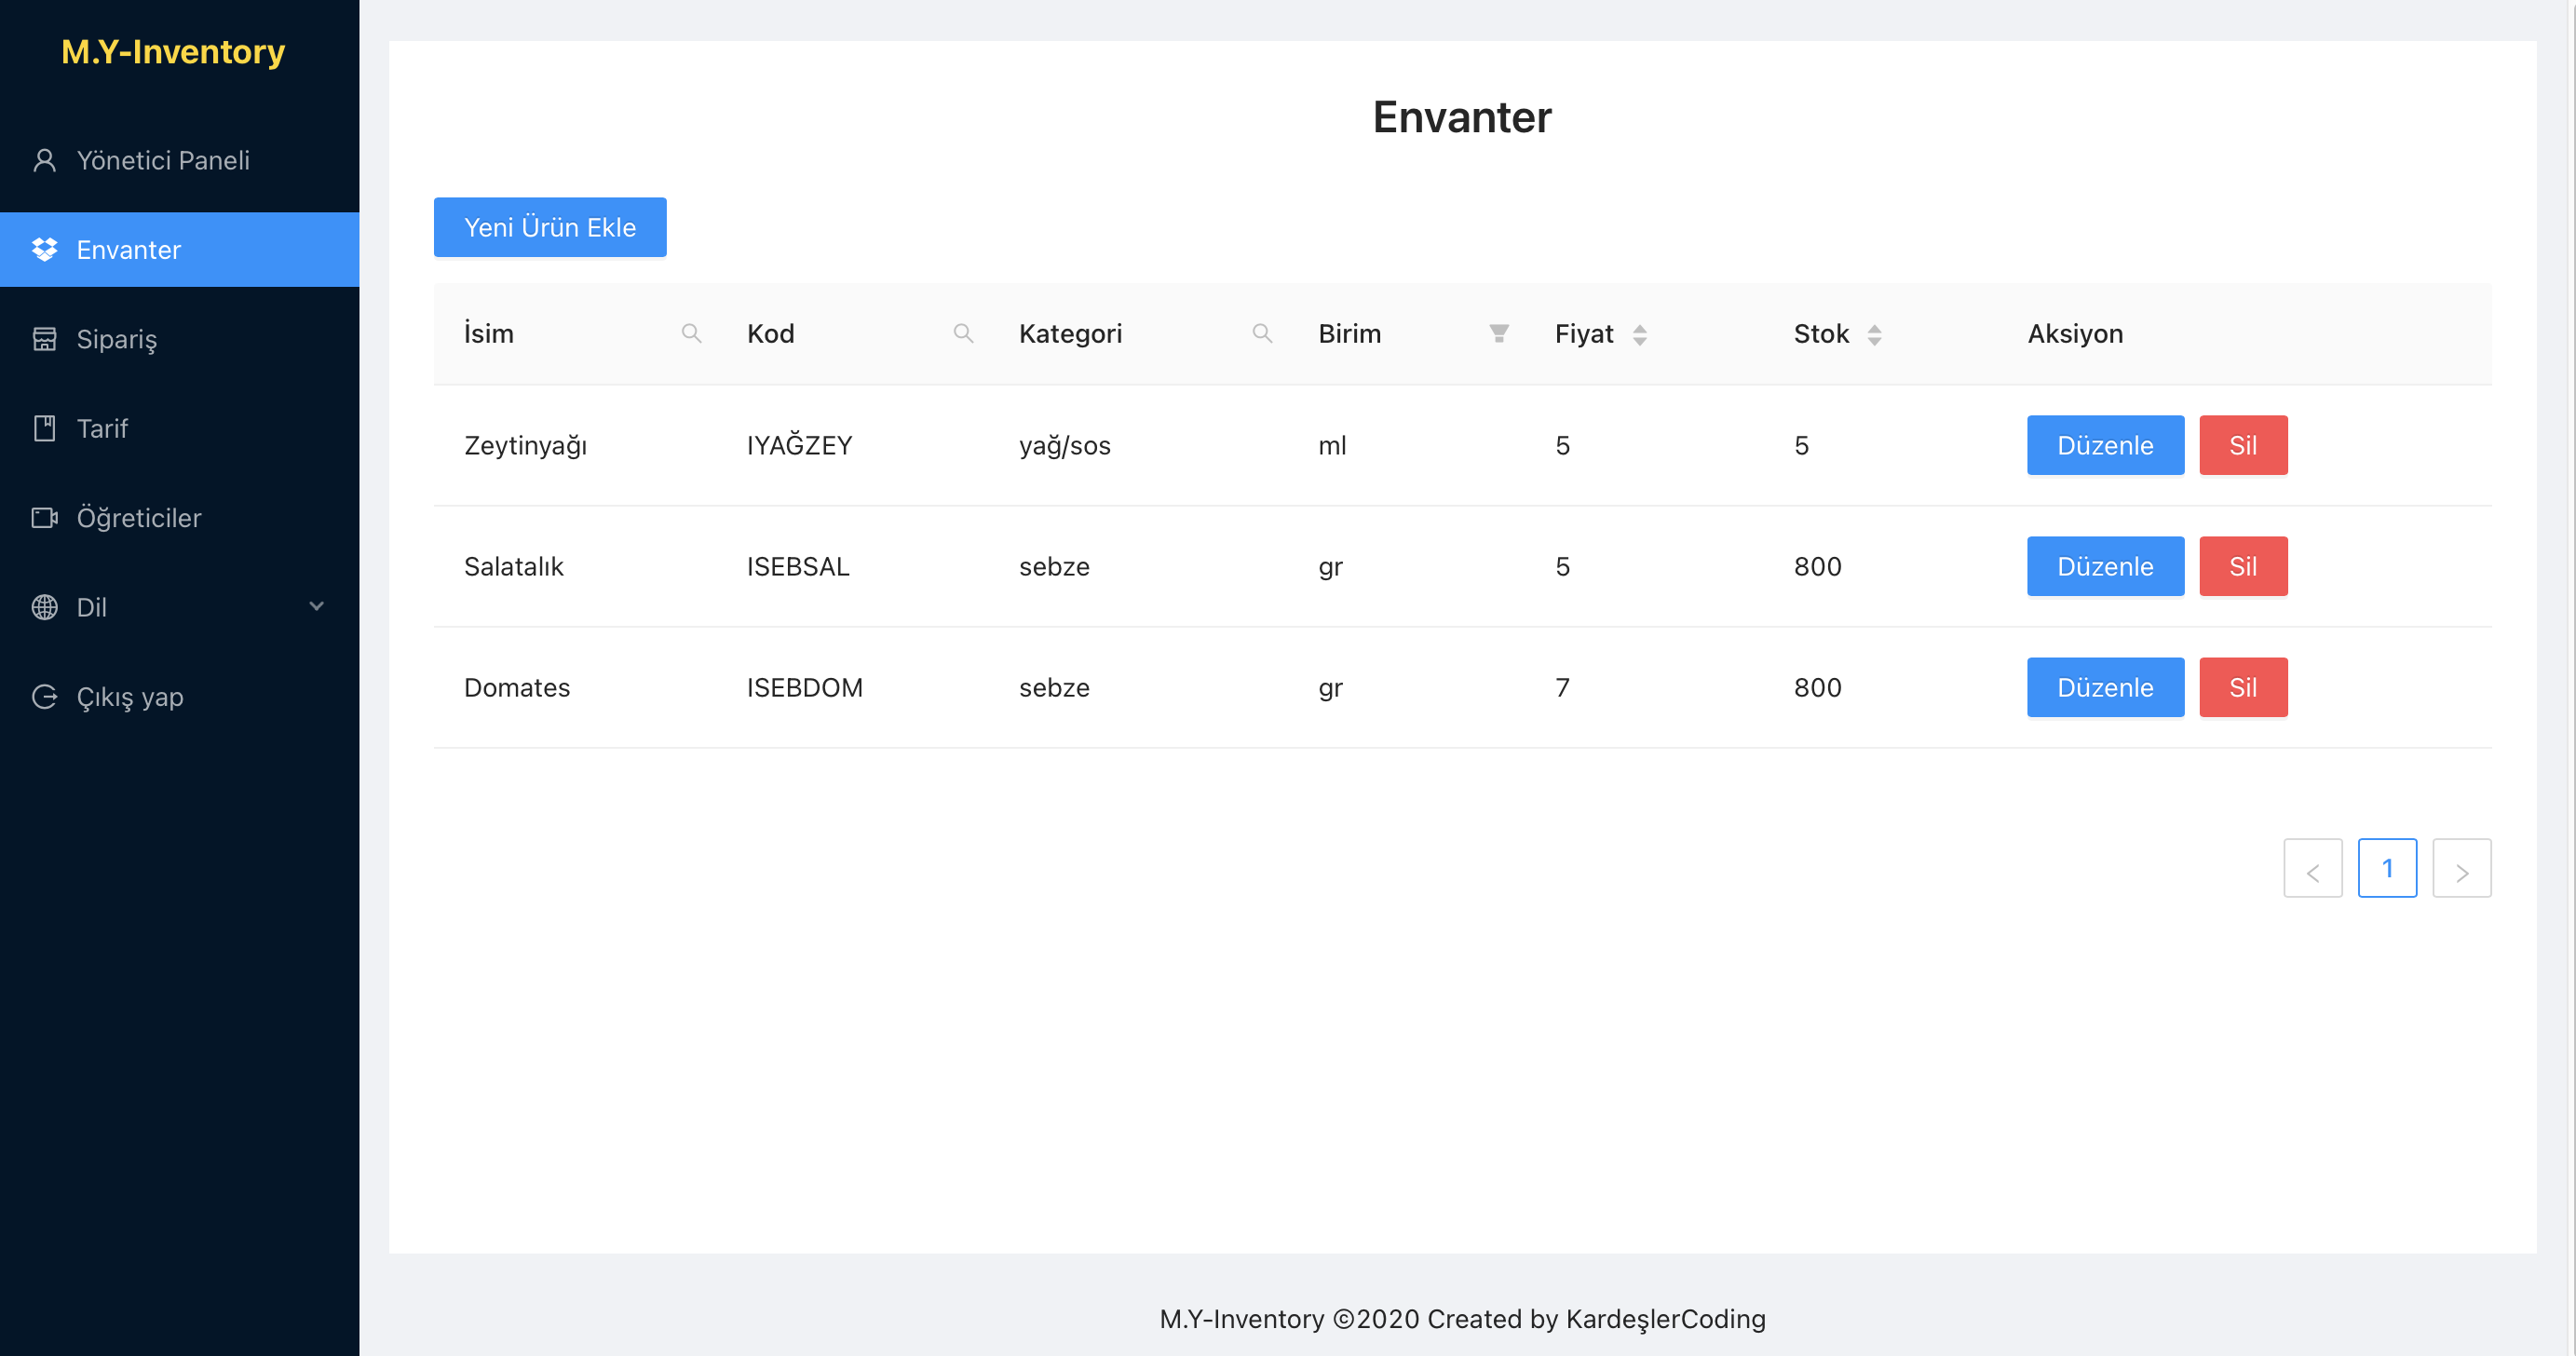 M.Y-Inventory
Yönetici Paneli
Envanter
Sipariş
Tarif
Öğreticiler
Dil
Çıkış yap
Envanter
Yeni Ürün Ekle
İsim Kod Kategori Birim Fiyat Stok Aksiyon
Zeytinyağı IYAĞZEY yağ/sos ml 5 5 Düzenle Sil
Salatalık ISEBSAL sebze gr 5 800 Düzenle Sil
Domates ISEBDOM sebze gr 7 800 Düzenle Sil
< 1 >
M.Y-Inventory ©2020 Created by KardeşlerCoding